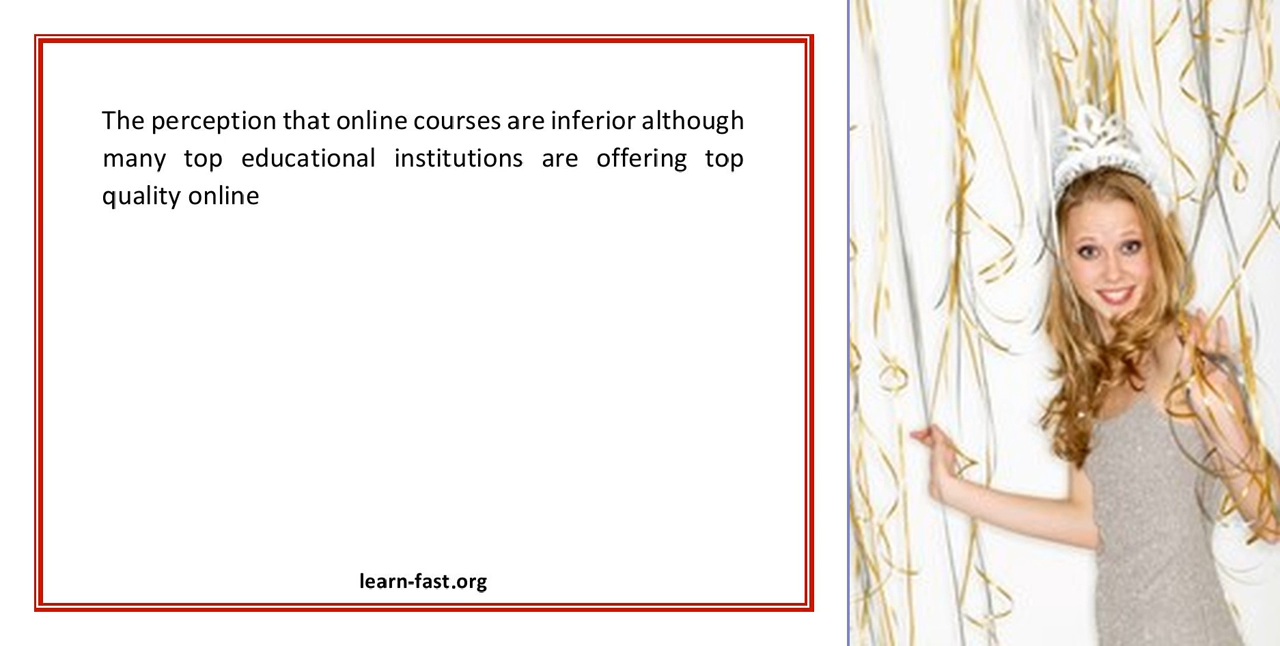 The perception that online courses are inferior although
many top educational institutions are offering top
quality online
learn-fast.org